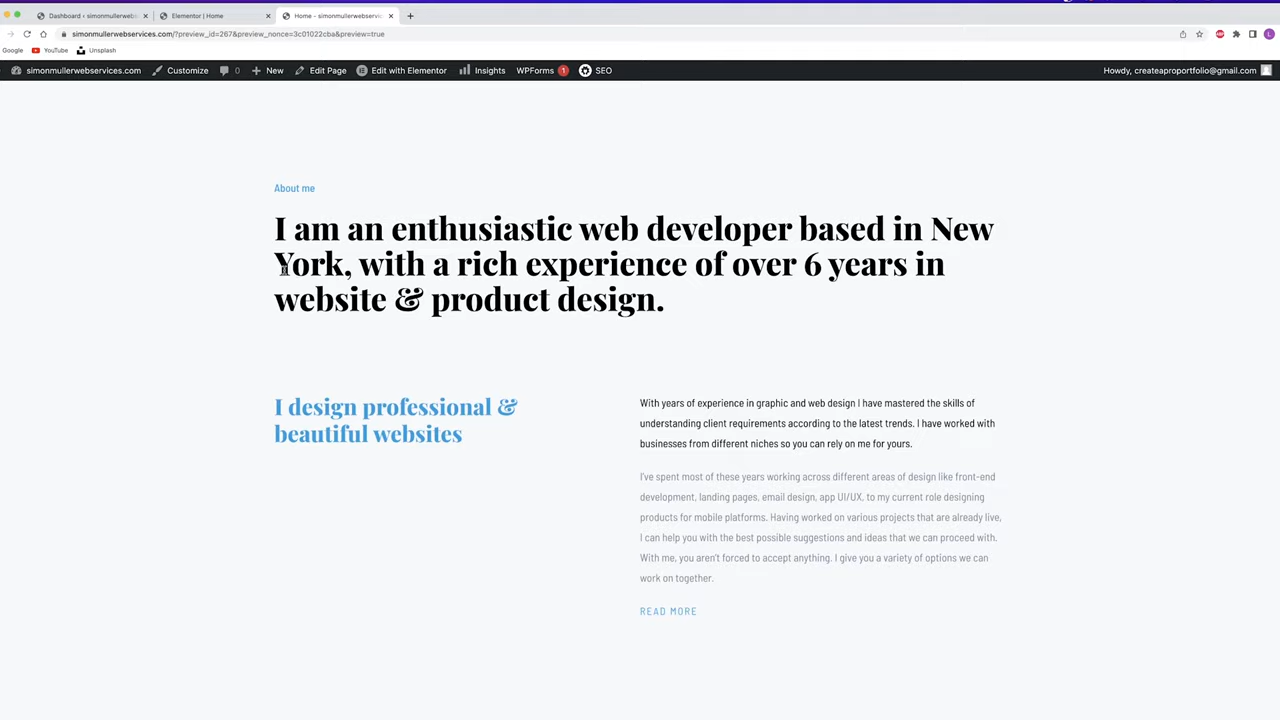 Dashboard ‹ simonmullerwebs
Elementor | Home
Home - simonmullerwebservic
simonmullerwebservices.com/?preview_id=267&preview_nonce=3c01022cba&preview=true
L
Google YouTube Unsplash
simonmullerwebservices.com Customize 0 New Edit Page Edit with Elementor Insights WPForms 1 SEO Howdy, createaproportfolio@gmail.com
About me
I am an enthusiastic web developer based in New
York, with a rich experience of over 6 years in
website & product design.
I design professional &
beautiful websites
With years of experience in graphic and web design I have mastered the skills of
understanding client requirements according to the latest trends. I have worked with
businesses from different niches so you can rely on me for yours.
I've spent most of these years working across different areas of design like front-end
development, landing pages, email design, app UI/UX, to my current role designing
products for mobile platforms. Having worked on various projects that are already live,
I can help you with the best possible suggestions and ideas that we can proceed with.
With me, you aren't forced to accept anything. I give you a variety of options we can
work on together.
READ MORE